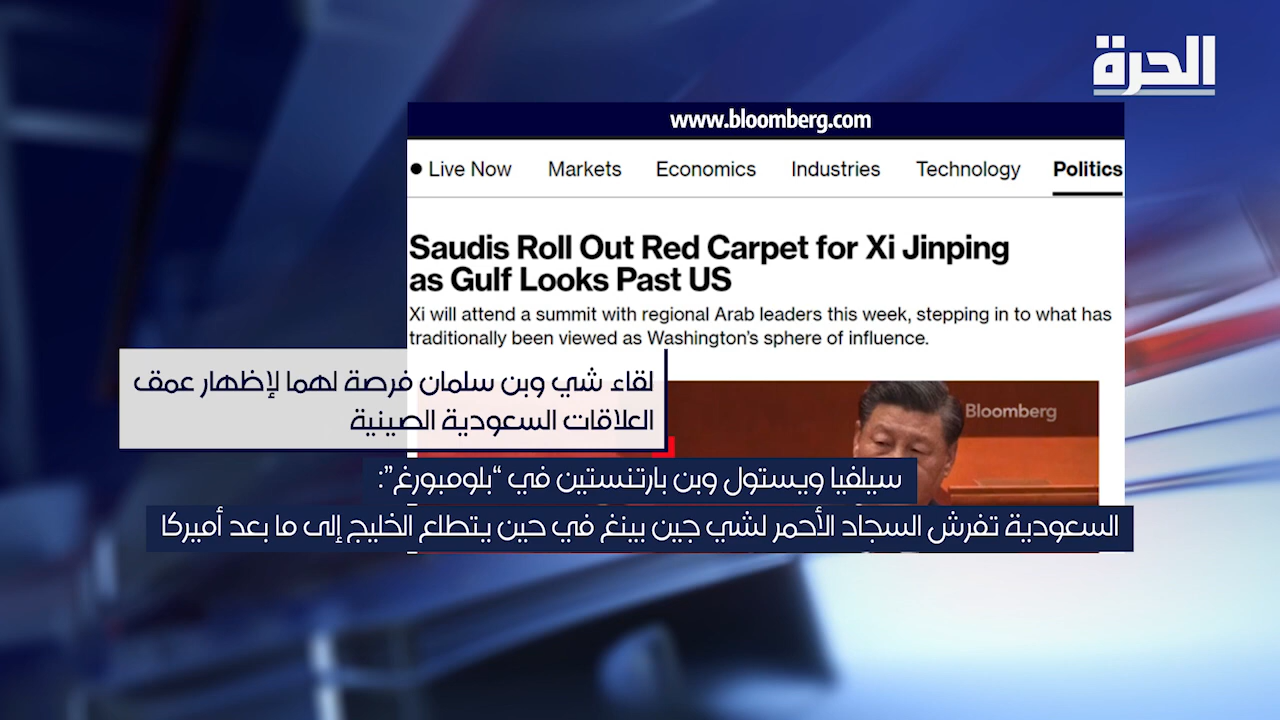 الحرة
www.bloomberg.com
Live Now Markets Economics Industries Technology Politics
Saudis Roll Out Red Carpet for Xi Jinping
as Gulf Looks Past US
Xi will attend a summit with regional Arab leaders this week, stepping in to what has
traditionally been viewed as Washington's sphere of influence.
لقاء شي وبن سلمان فرصة لهما لإظهار عمق
العلاقات السعودية الصينية
Bloomberg
سيلفيا ويستول وبن بارتنستين في “بلومبورغ”:
السعودية تفرش السجاد الأحمر لشي جين بينغ في حين يتطلع الخليج إلى ما بعد أميركا